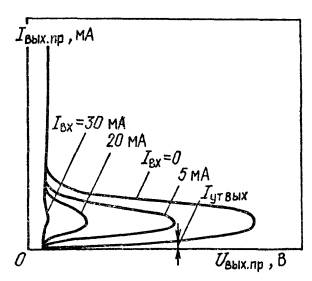 Iвых.пр, мА
Iвх=30 мА
20 мА
Iвх=0
5 мА
Iут вых
0
Uвых.пр, В